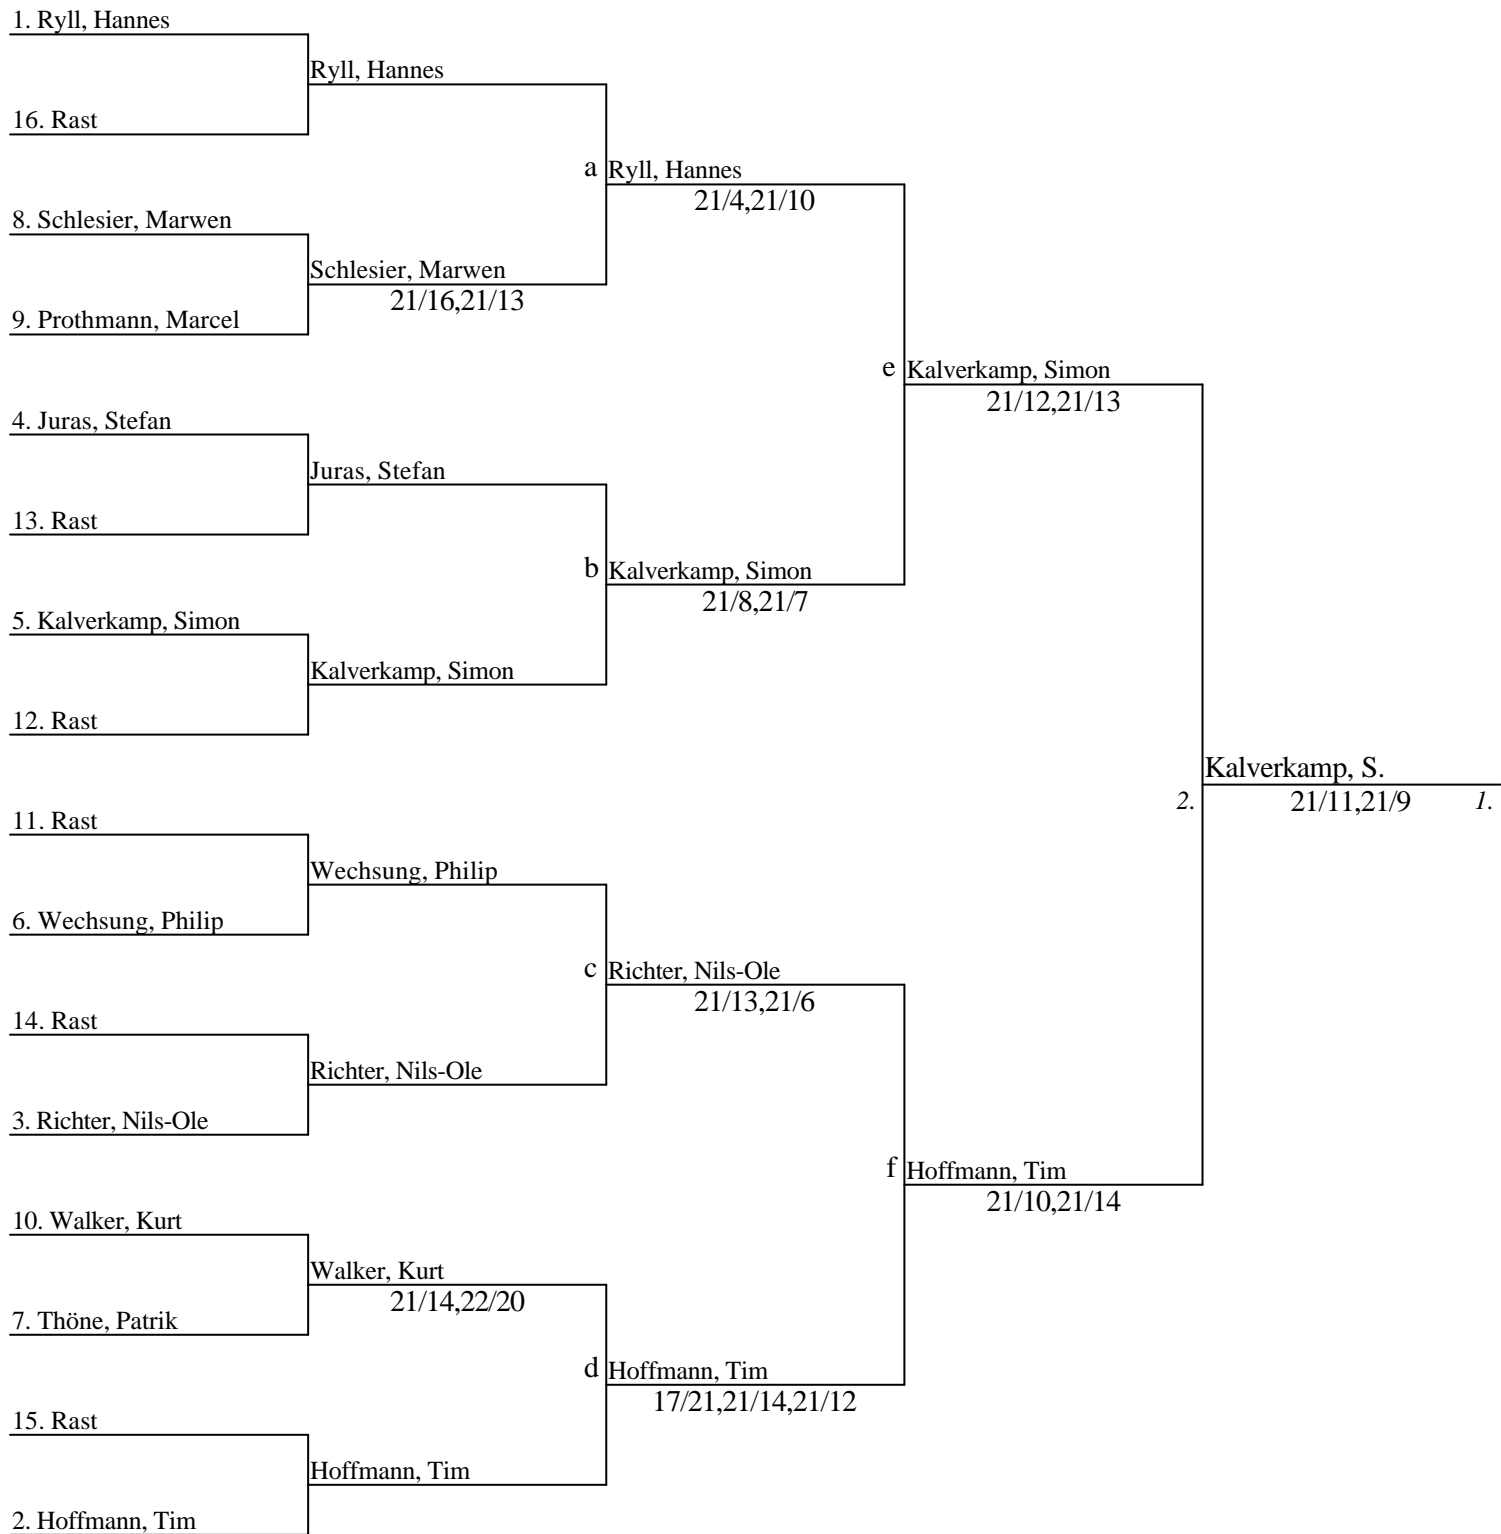 1. Ryll, Hannes
Ryll, Hannes
16. Rast
a Ryll, Hannes
21/4,21/10
8. Schlesier, Marwen
Schlesier, Marwen
21/16,21/13
9. Prothmann, Marcel
e Kalverkamp, Simon
21/12,21/13
4. Juras, Stefan
Juras, Stefan
13. Rast
b Kalverkamp, Simon
21/8,21/7
5. Kalverkamp, Simon
Kalverkamp, Simon
12. Rast
Kalverkamp, S.
2. 21/11,21/9 1.
11. Rast
Wechsung, Philip
6. Wechsung, Philip
c Richter, Nils-Ole
21/13,21/6
14. Rast
Richter, Nils-Ole
3. Richter, Nils-Ole
f Hoffmann, Tim
21/10,21/14
10. Walker, Kurt
Walker, Kurt
21/14,22/20
7. Thöne, Patrik
d Hoffmann, Tim
17/21,21/14,21/12
15. Rast
Hoffmann, Tim
2. Hoffmann, Tim